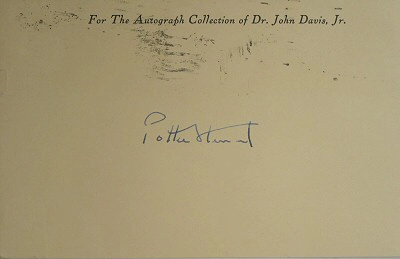 For The Autograph Collection of Dr. John Davis, Jr.
Potter Stewart